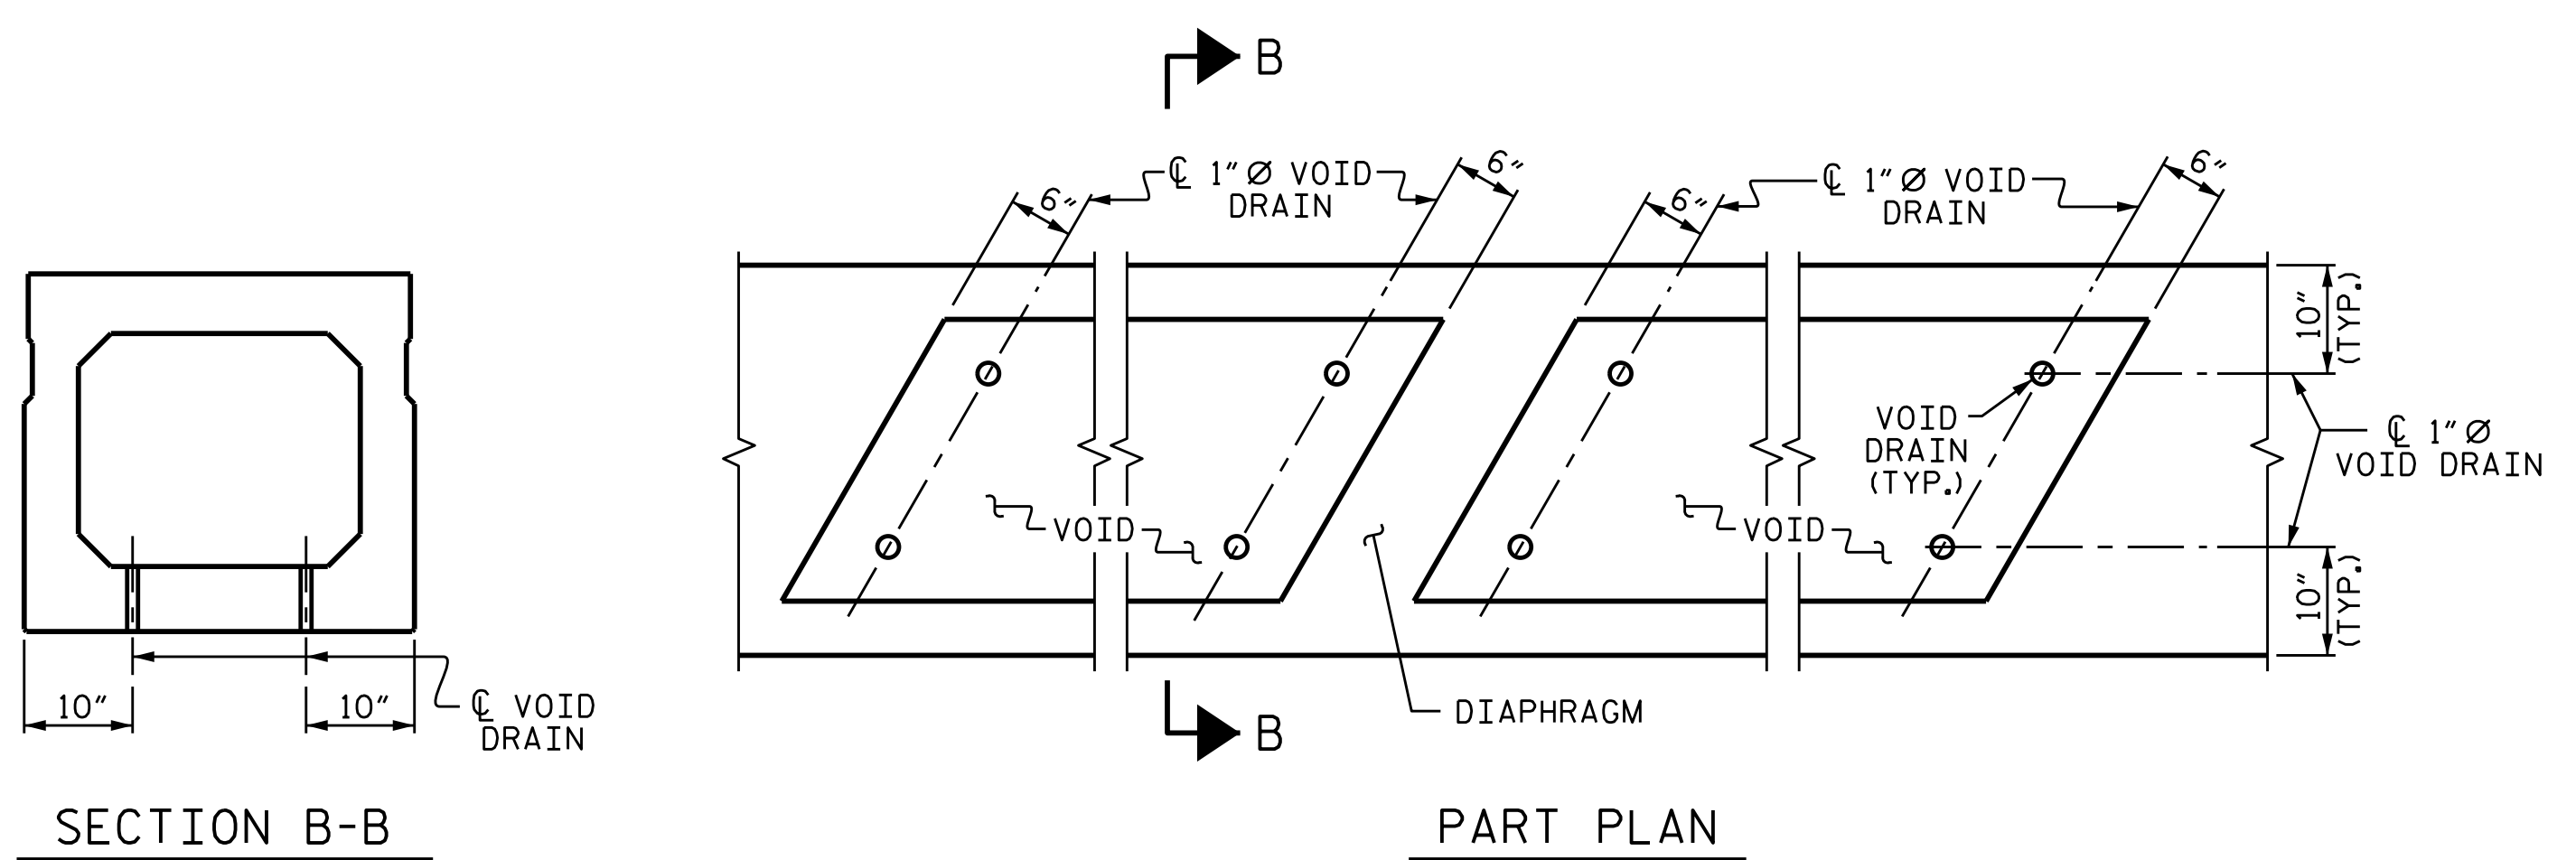 B
6″
℄ 1″Ø VOID
DRAIN
6″
6″
℄ 1″Ø VOID
DRAIN
6″
10″
(TYP.)
VOID
DRAIN
(TYP.)
℄ 1″Ø
VOID DRAIN
VOID
VOID
10″
(TYP.)
10″
10″
℄ VOID
DRAIN
DIAPHRAGM
B
SECTION B-B
PART PLAN